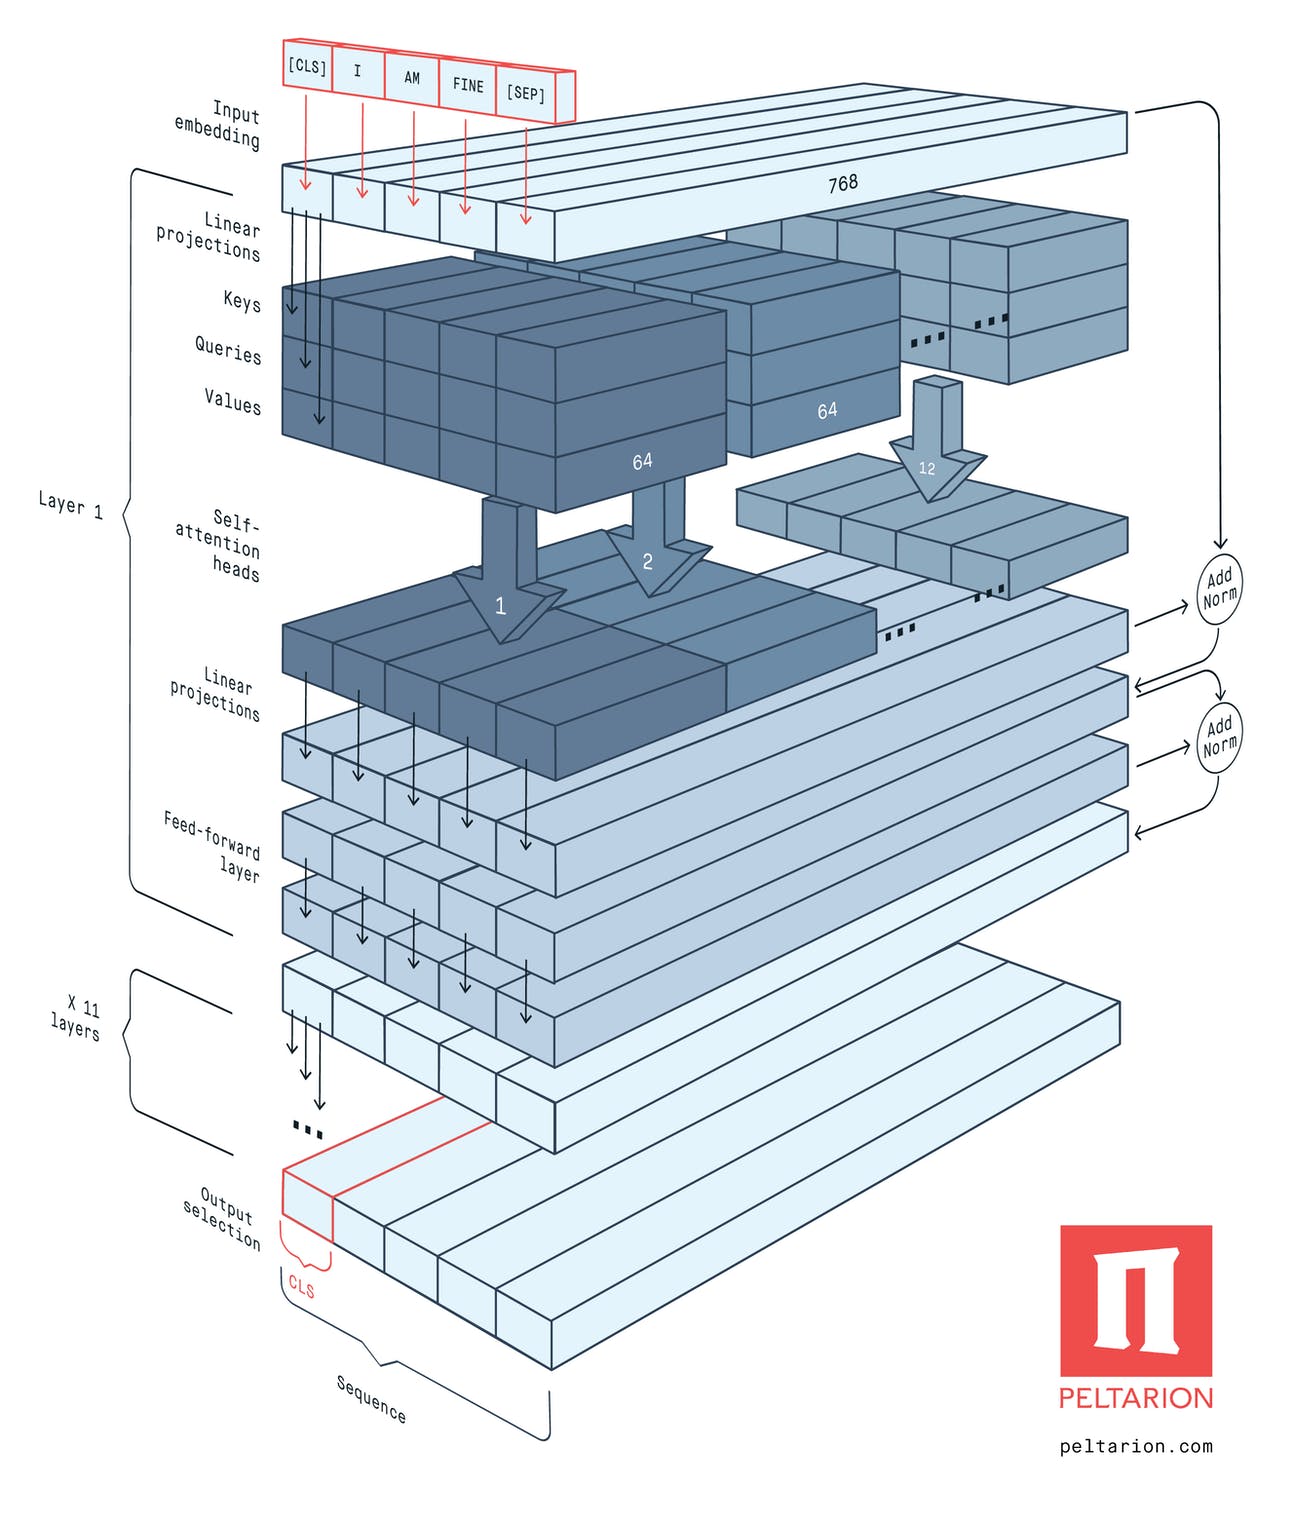 [CLS] I AM FINE [SEP]
Input
embedding
768
Linear
projections
Keys
Queries
Values
64
64
12
Layer 1
Self-
attention
heads
1
2
Add
Norm
Linear
projections
Add
Norm
Feed-forward
layer
X 11
layers
Output
selection
CLS
Sequence
PELTARION
peltarion.com